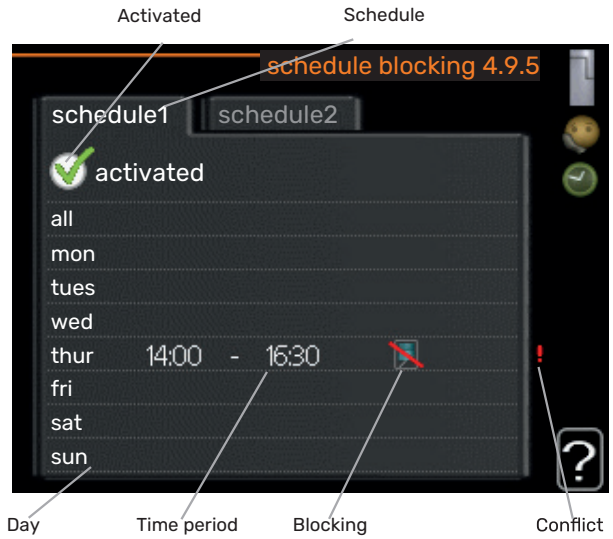 Activated Schedule
schedule blocking 4.9.5
schedule1 schedule2
activated
all
mon
tues
wed
thur 14:00 - 16:30 !
fri
sat
sun
?
Day Time period Blocking Conflict